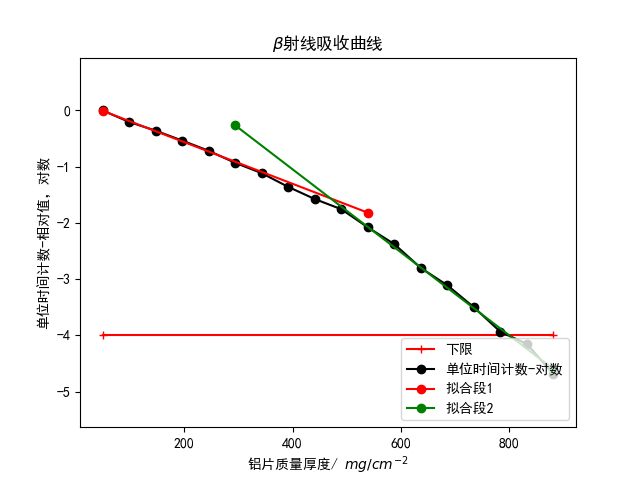 β射线吸收曲线
单位时间计数-相对值，对数
0
−1
−2
−3
−4
−5
下限
单位时间计数-对数
拟合段1
拟合段2
200
400
600
800
铝片质量厚度/ mg/cm⁻²